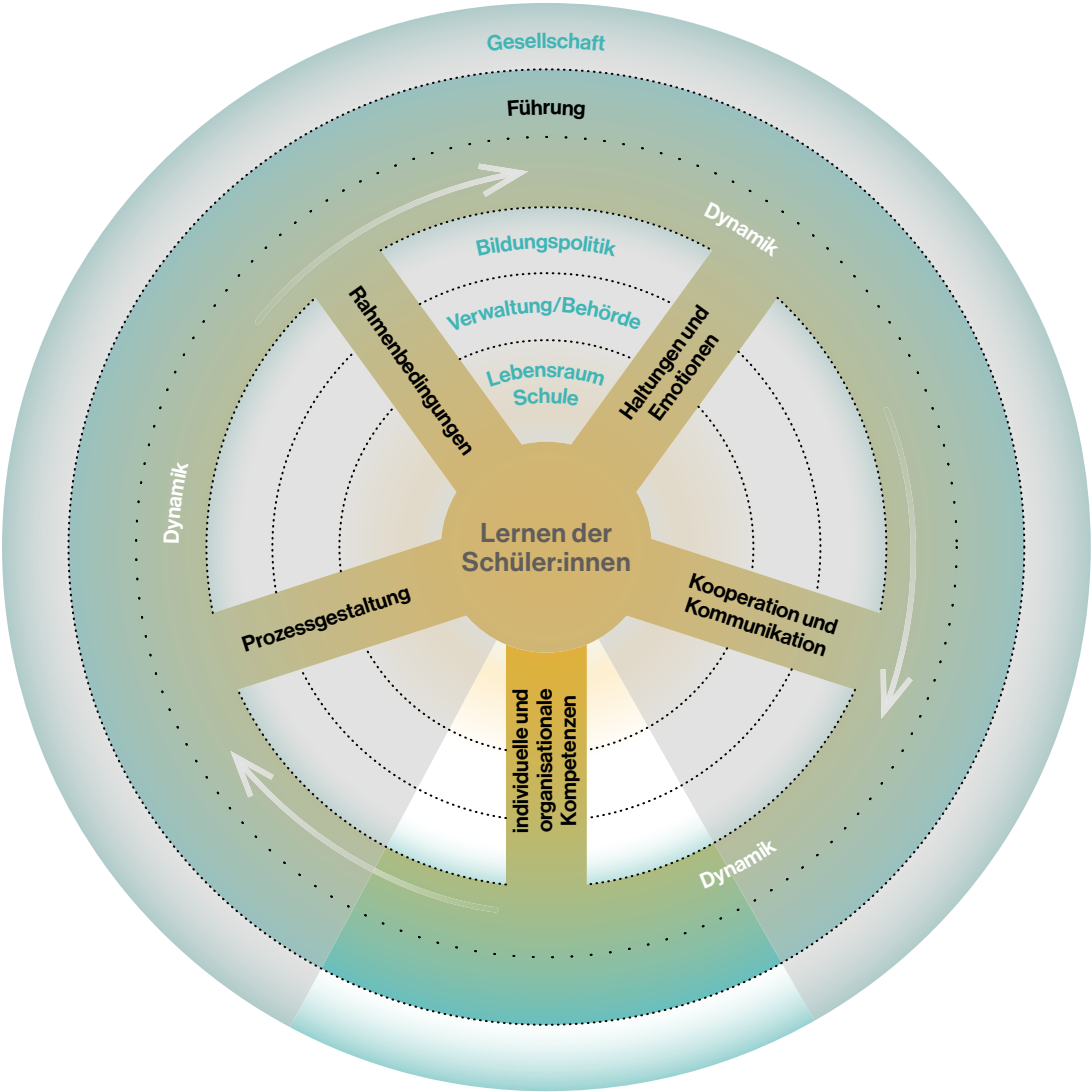 Gesellschaft
Führung
Dynamik
Bildungspolitik
Verwaltung/Behörde
Lebensraum
Schule
Rahmenbedingungen
Haltungen und
Emotionen
Dynamik
Lernen der
Schüler:innen
Prozessgestaltung
Kooperation und
Kommunikation
individuelle und
organisationale
Kompetenzen
Dynamik